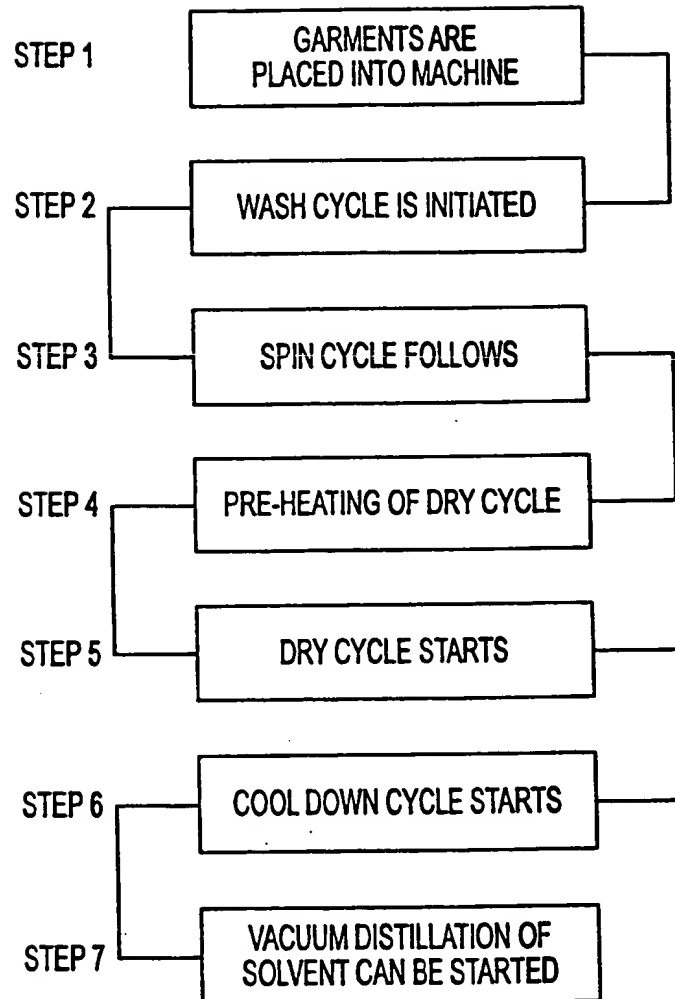 STEP 1
GARMENTS ARE
PLACED INTO MACHINE
STEP 2
WASH CYCLE IS INITIATED
STEP 3
SPIN CYCLE FOLLOWS
STEP 4
PRE-HEATING OF DRY CYCLE
STEP 5
DRY CYCLE STARTS
STEP 6
COOL DOWN CYCLE STARTS
STEP 7
VACUUM DISTILLATION OF
SOLVENT CAN BE STARTED